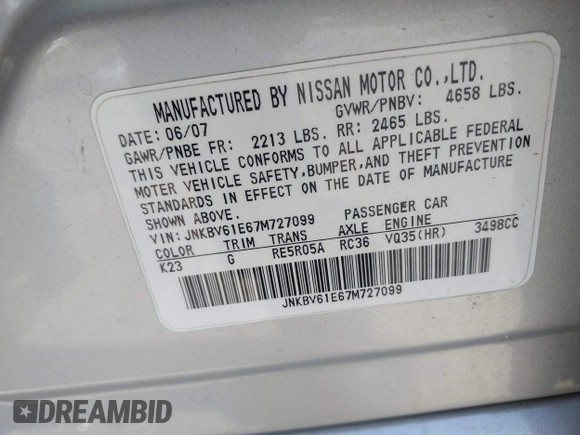 MANUFACTURED BY NISSAN MOTOR CO.,LTD.
DATE: 06/07 GVWR/PNBV: 4658 LBS.
GAWR/PNBE FR: 2213 LBS. RR: 2465 LBS.
THIS VEHICLE CONFORMS TO ALL APPLICABLE FEDERAL
MOTOR VEHICLE SAFETY, BUMPER, AND THEFT PREVENTION
STANDARDS IN EFFECT ON THE DATE OF MANUFACTURE
SHOWN ABOVE.
VIN: JNKBV61E67M727099 PASSENGER CAR
COLOR TRIM TRANS AXLE ENGINE
K23 G RE5R05A RC36 VQ35(HR) 3498CC
JNKBV61E67M727099
DREAMBID